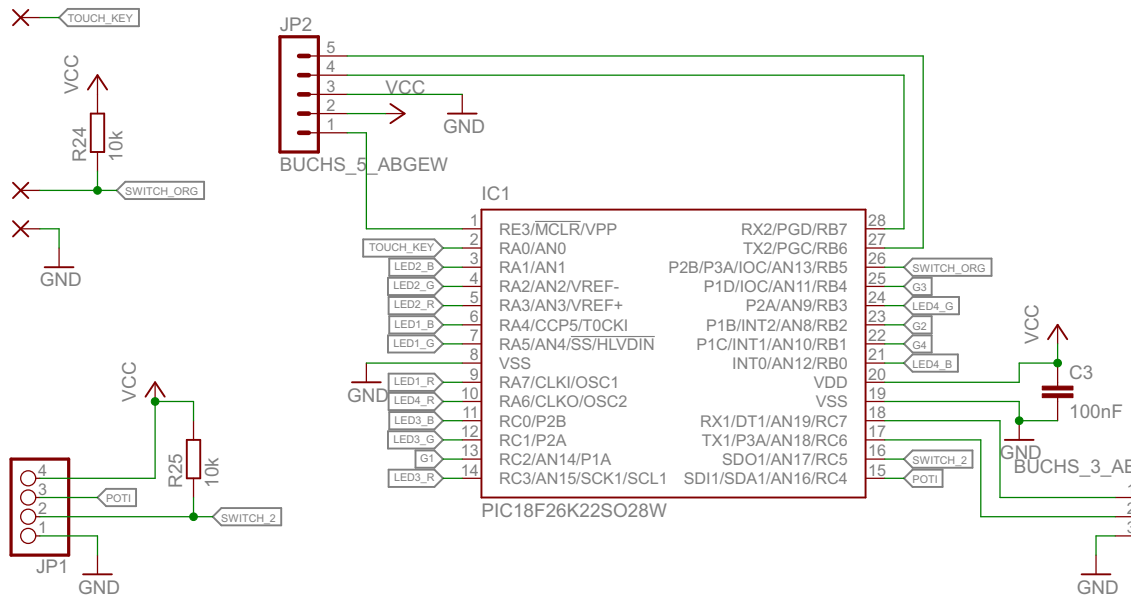 TOUCH_KEY
VCC
R24
10k
SWITCH_ORG
GND
JP2
5
4
3
2
1
VCC
GND
BUCHS_5_ABGEW
IC1
1 RE3/MCLR/VPP RX2/PGD/RB7 28
TOUCH_KEY 2 RA0/AN0 TX2/PGC/RB6 27
LED2_B 3 RA1/AN1 P2B/P3A/IOC/AN13/RB5 26 SWITCH_ORG
LED2_G 4 RA2/AN2/VREF- P1D/IOC/AN11/RB4 25 G3
LED2_R 5 RA3/AN3/VREF+ P2A/AN9/RB3 24 LED4_G
LED1_B 6 RA4/CCP5/T0CKI P1B/INT2/AN8/RB2 23 G2
LED1_G 7 RA5/AN4/SS/HLVDIN P1C/INT1/AN10/RB1 22 G4
8 VSS INT0/AN12/RB0 21 LED4_B
GND
LED1_R 9 RA7/CLKI/OSC1 VDD 20
LED4_R 10 RA6/CLKO/OSC2 VSS 19
LED3_B 11 RC0/P2B RX1/DT1/AN19/RC7 18
LED3_G 12 RC1/P2A TX1/P3A/AN18/RC6 17
G1 13 RC2/AN14/P1A SDO1/AN17/RC5 16 SWITCH_2
LED3_R 14 RC3/AN15/SCK1/SCL1 SDI1/SDA1/AN16/RC4 15 POTI
PIC18F26K22SO28W
VCC
C3
100nF
GND
BUCHS_3_AB
1
2
3
GND
VCC
R25
10k
4
3 POTI
2 SWITCH_2
1
JP1
GND